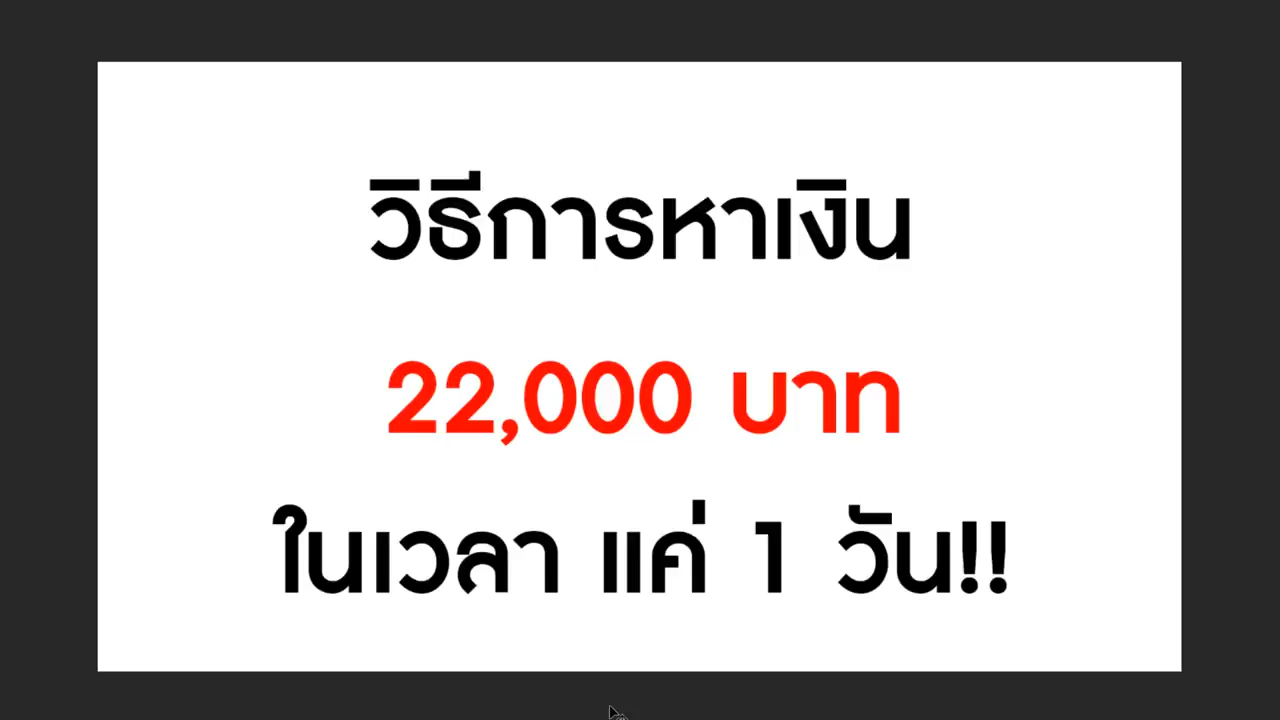 วิธีการหาเงิน
22,000 บาท
ในเวลา แค่ 1 วัน!!